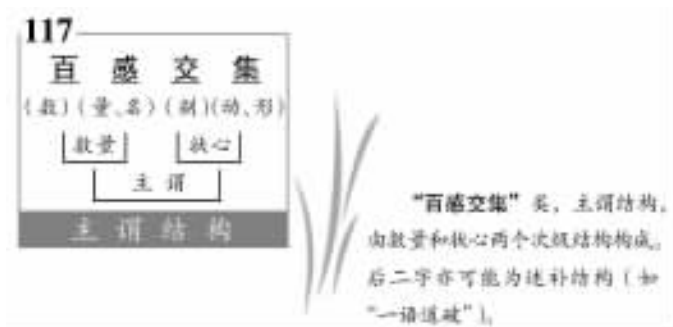 117
百 感 交 集
(数)(量、名)(副)(动、形)
数量 状心
主 谓
主 谓 结 构
“百感交集”类，主谓结构，
由数量和状心两个次级结构构成。
后二字亦可能为述补结构（如
“一语道破”）。